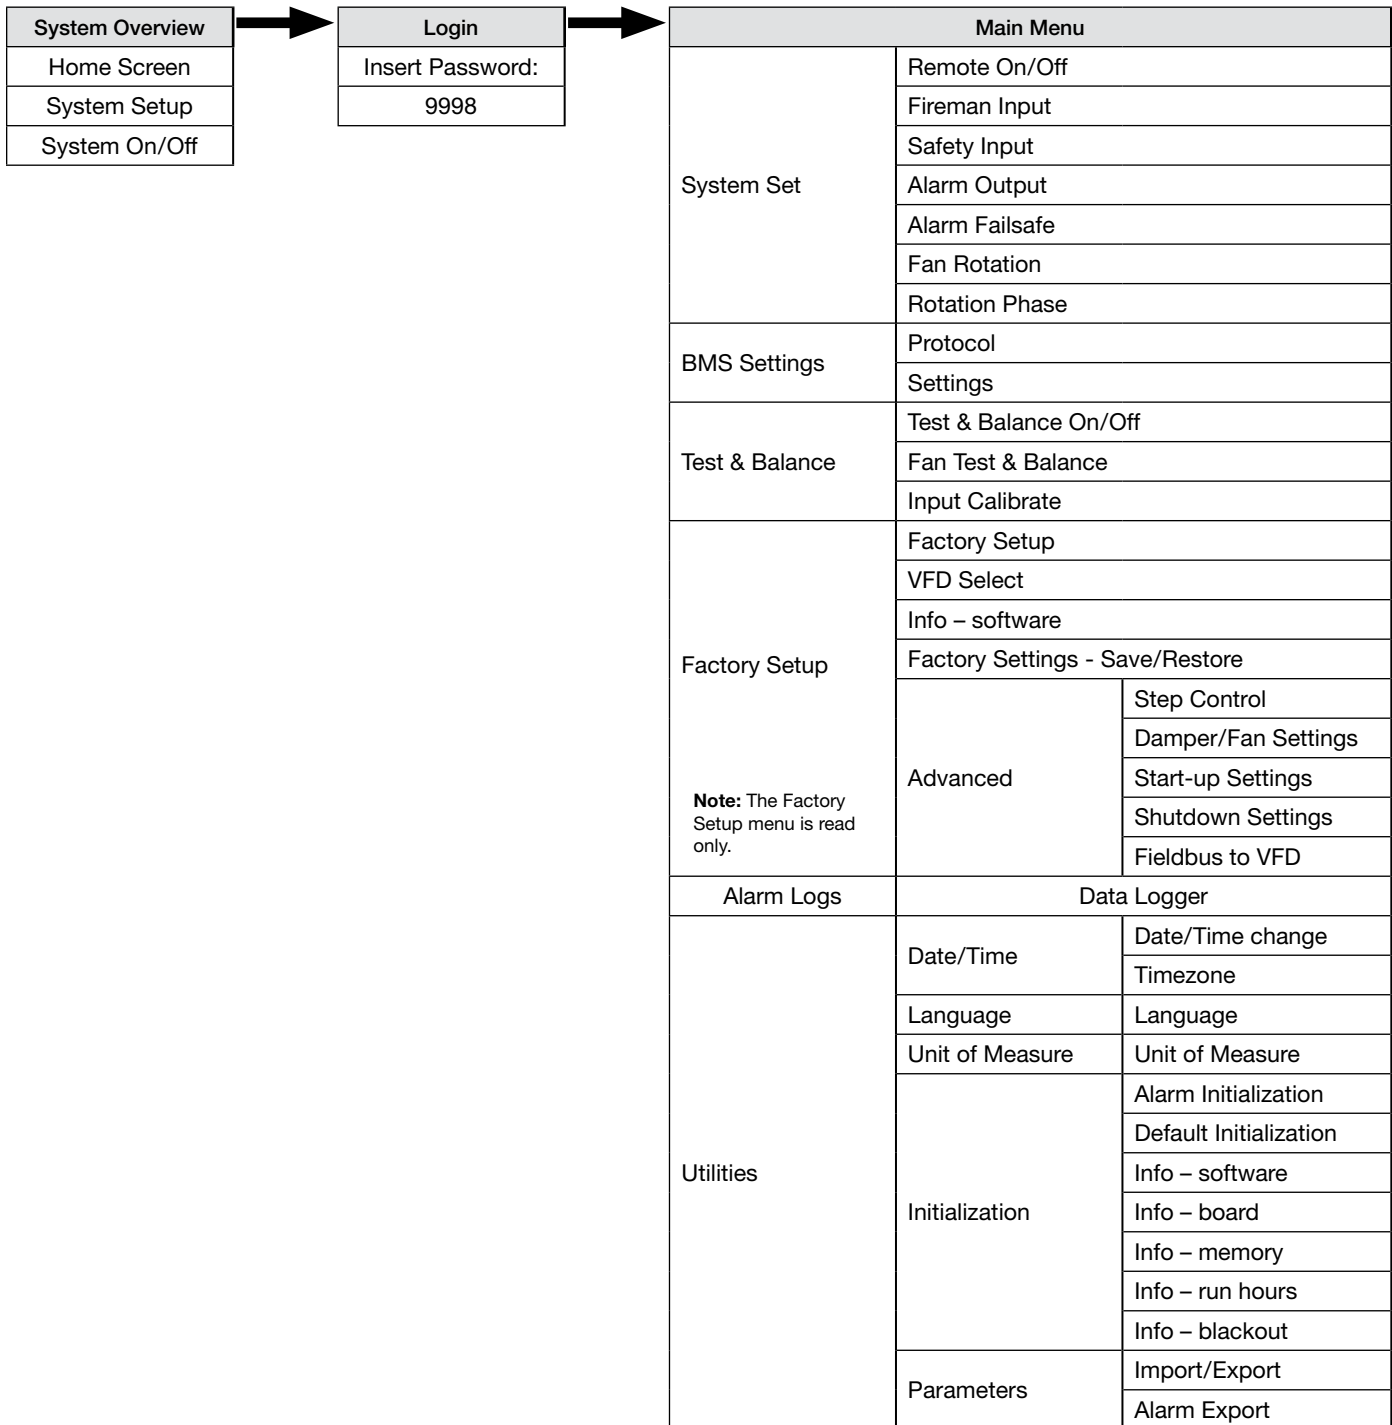 System Overview
Home Screen
System Setup
System On/Off
Login
Insert Password:
9998
Main Menu
System Set
Remote On/Off
Fireman Input
Safety Input
Alarm Output
Alarm Failsafe
Fan Rotation
Rotation Phase
BMS Settings
Protocol
Settings
Test & Balance
Test & Balance On/Off
Fan Test & Balance
Input Calibrate
Factory Setup
Note: The Factory
Setup menu is read
only.
Factory Setup
VFD Select
Info – software
Factory Settings - Save/Restore
Advanced
Step Control
Damper/Fan Settings
Start-up Settings
Shutdown Settings
Fieldbus to VFD
Alarm Logs
Data Logger
Utilities
Date/Time
Date/Time change
Timezone
Language
Language
Unit of Measure
Unit of Measure
Initialization
Alarm Initialization
Default Initialization
Info – software
Info – board
Info – memory
Info – run hours
Info – blackout
Parameters
Import/Export
Alarm Export